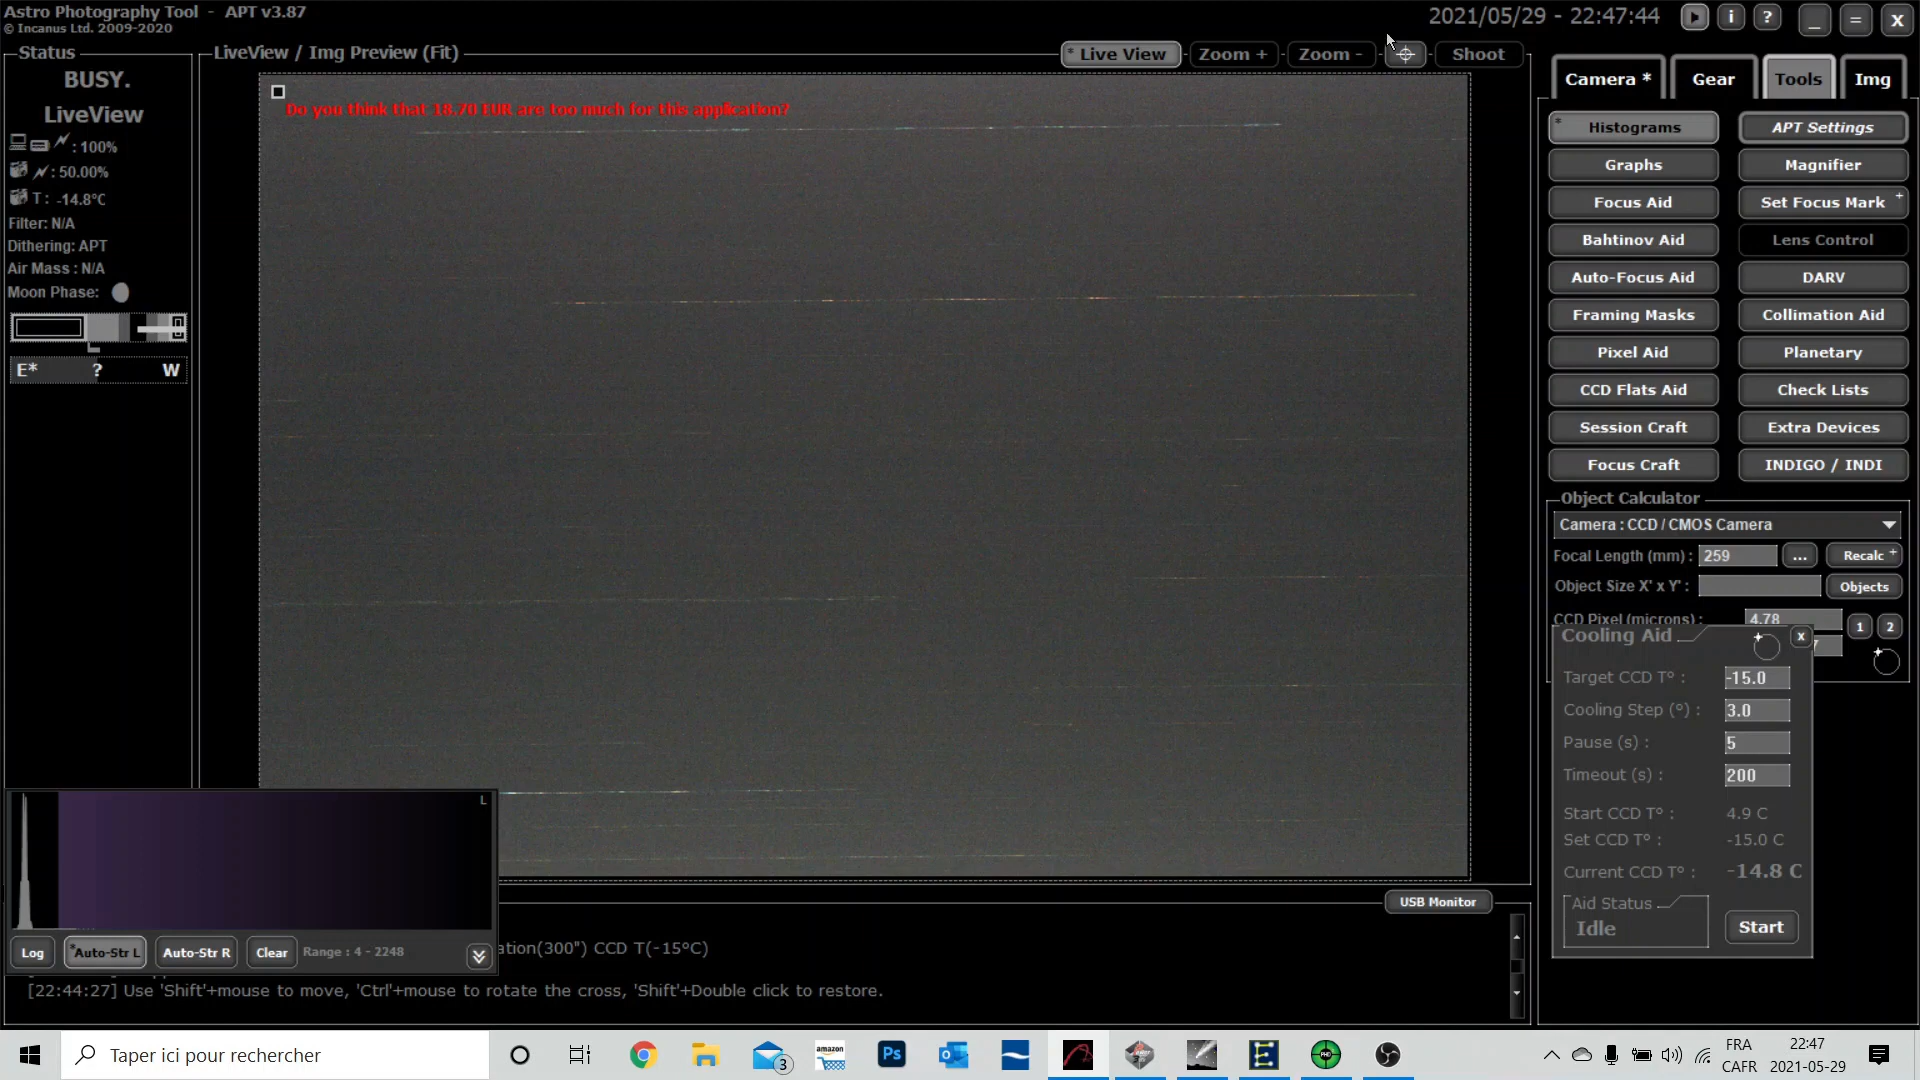 Astro Photography Tool - APT v3.87
© Incanus Ltd. 2009-2020
2021/05/29 - 22:47:44
i
?
_
=
X
Status
BUSY.
LiveView
: 100%
: 50.00%
T : -14.8°C
Filter: N/A
Dithering: APT
Air Mass : N/A
Moon Phase:
E* ? W
LiveView / Img Preview (Fit)
* Live View - Zoom + - Zoom - - - Shoot
Do you think that 18.70 EUR are too much for this application?
Camera * Gear Tools Img
* Histograms APT Settings
Graphs Magnifier
Focus Aid Set Focus Mark +
Bahtinov Aid Lens Control
Auto-Focus Aid DARV
Framing Masks Collimation Aid
Pixel Aid Planetary
CCD Flats Aid Check Lists
Session Craft Extra Devices
Focus Craft INDIGO / INDI
Object Calculator
Camera : CCD / CMOS Camera
Focal Length (mm) : 259 ... Recalc +
Object Size X' x Y' : Objects
CCD Pixel (microns) : 4.78 1 2
Cooling Aid x
Target CCD T° : -15.0
Cooling Step (°) : 3.0
Pause (s) : 5
Timeout (s) : 200
Start CCD T° : 4.9 C
Set CCD T° : -15.0 C
Current CCD T° : -14.8 C
Aid Status
Idle
Start
L
Log *Auto-Str L Auto-Str R Clear Range : 4 - 2248
USB Monitor
ation(300") CCD T(-15°C)
[22:44:27] Use 'Shift'+mouse to move, 'Ctrl'+mouse to rotate the cross, 'Shift'+Double click to restore.
Taper ici pour rechercher
3
amazon
Ps
E
PHD
FRA
CAFR
22:47
2021-05-29